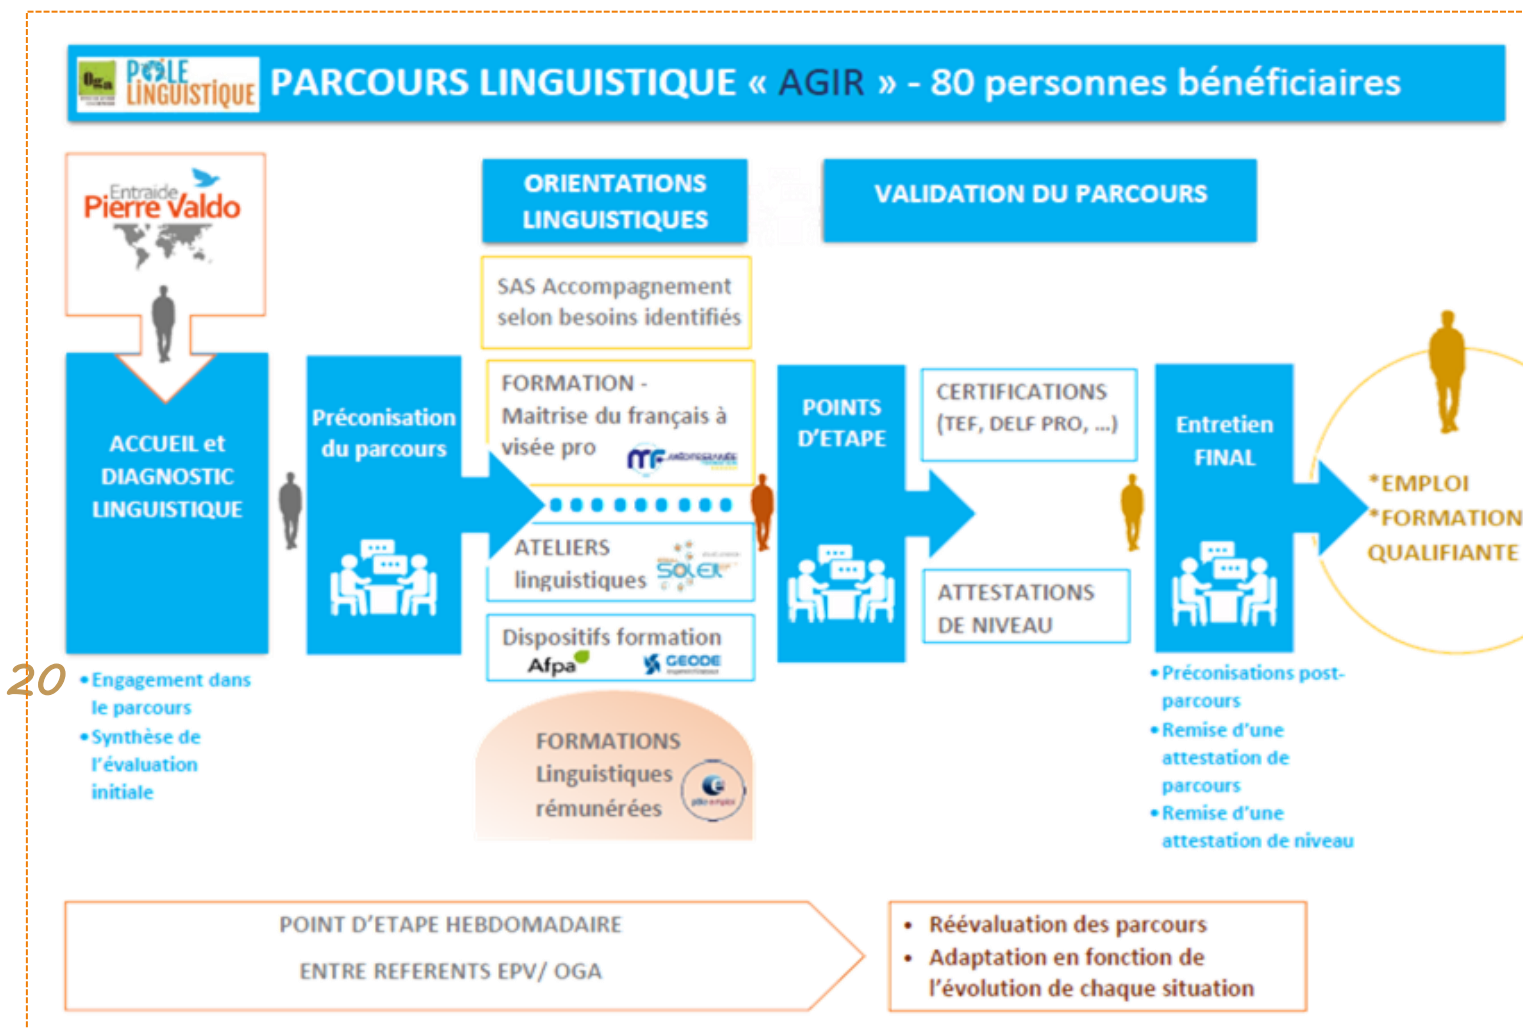 Oga
PÔLE
LINGUISTIQUE
PARCOURS LINGUISTIQUE « AGIR » - 80 personnes bénéficiaires
Entraide
Pierre Valdo
ORIENTATIONS
LINGUISTIQUES
VALIDATION DU PARCOURS
SAS Accompagnement
selon besoins identifiés
ACCUEIL et
DIAGNOSTIC
LINGUISTIQUE
Préconisation
du parcours
FORMATION -
Maitrise du français à
visée pro
MF
ATELIERS
linguistiques
SOLEIL
Dispositifs formation
Afpa
GEODE
FORMATIONS
Linguistiques
rémunérées
pôle emploi
POINTS
D'ETAPE
CERTIFICATIONS
(TEF, DELF PRO, ...)
ATTESTATIONS
DE NIVEAU
Entretien
FINAL
*EMPLOI
*FORMATION
QUALIFIANTE
20
•Engagement dans
le parcours
•Synthèse de
l'évaluation
initiale
•Préconisations post-
parcours
•Remise d'une
attestation de
parcours
•Remise d'une
attestation de niveau
POINT D'ETAPE HEBDOMADAIRE
ENTRE REFERENTS EPV/ OGA
• Réévaluation des parcours
• Adaptation en fonction de
l'évolution de chaque situation